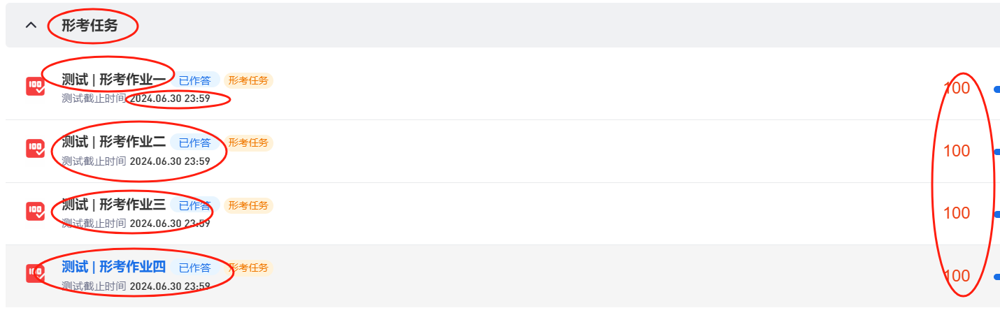 形考任务
测试 | 形考作业一 已作答 形考任务
100
测试截止时间 2024.06.30 23:59
100
测试 | 形考作业二 已作答 形考任务
100
测试截止时间 2024.06.30 23:59
100
测试 | 形考作业三 已作答 形考任务
100
测试截止时间 2024.06.30 23:59
100
测试 | 形考作业四 已作答 形考任务
100
测试截止时间 2024.06.30 23:59
100